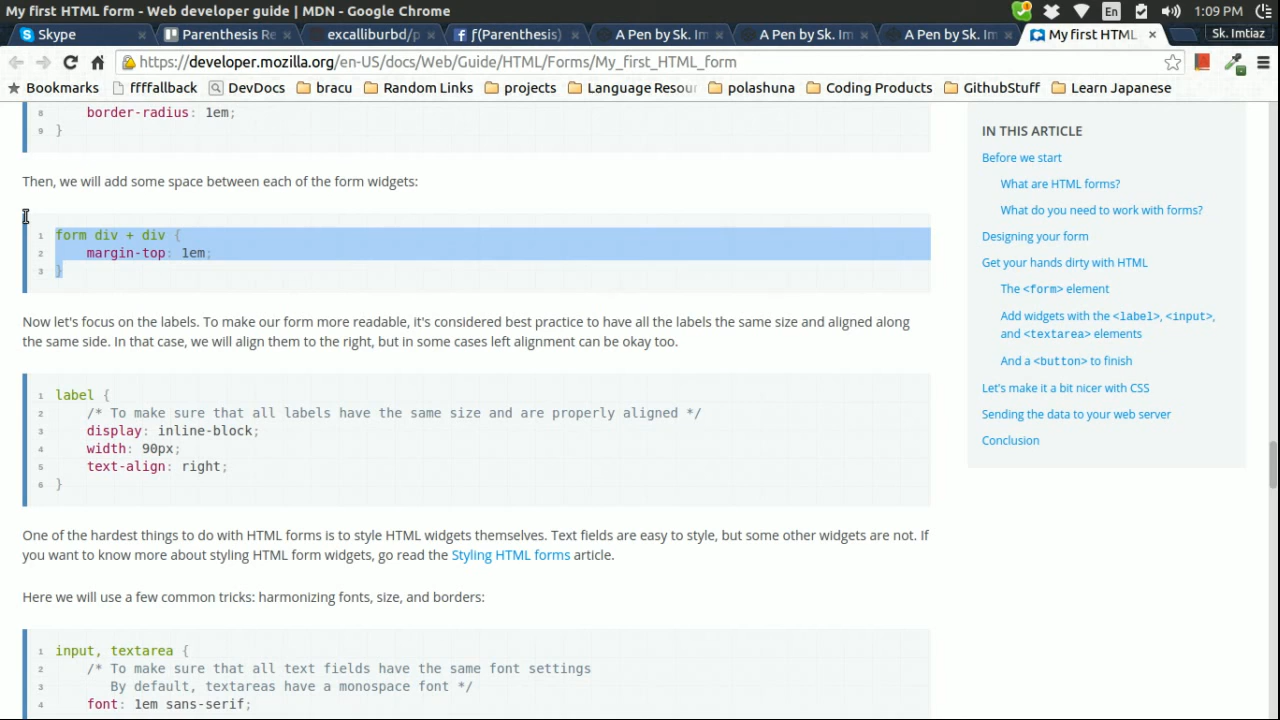 My first HTML form - Web developer guide | MDN - Google Chrome
En
1:09 PM
Skype
Parenthesis Re
excalliburbd/p
ƒ(Parenthesis)
A Pen by Sk. Im
A Pen by Sk. Im
A Pen by Sk. Im
My first HTML
Sk. Imtiaz
https://developer.mozilla.org/en-US/docs/Web/Guide/HTML/Forms/My_first_HTML_form
Bookmarks
ffffallback
DevDocs
bracu
Random Links
projects
Language Resou
polashuna
Coding Products
GithubStuff
Learn Japanese
8 border-radius: 1em;
9 }
Then, we will add some space between each of the form widgets:
1 form div + div {
2 margin-top: 1em;
3 }
Now let's focus on the labels. To make our form more readable, it's considered best practice to have all the labels the same size and aligned along
the same side. In that case, we will align them to the right, but in some cases left alignment can be okay too.
1 label {
2 /* To make sure that all labels have the same size and are properly aligned */
3 display: inline-block;
4 width: 90px;
5 text-align: right;
6 }
One of the hardest things to do with HTML forms is to style HTML widgets themselves. Text fields are easy to style, but some other widgets are not. If
you want to know more about styling HTML form widgets, go read the Styling HTML forms article.
Here we will use a few common tricks: harmonizing fonts, size, and borders:
1 input, textarea {
2 /* To make sure that all text fields have the same font settings
3 By default, textareas have a monospace font */
4 font: 1em sans-serif;
IN THIS ARTICLE
Before we start
What are HTML forms?
What do you need to work with forms?
Designing your form
Get your hands dirty with HTML
The <form> element
Add widgets with the <label>, <input>,
and <textarea> elements
And a <button> to finish
Let's make it a bit nicer with CSS
Sending the data to your web server
Conclusion